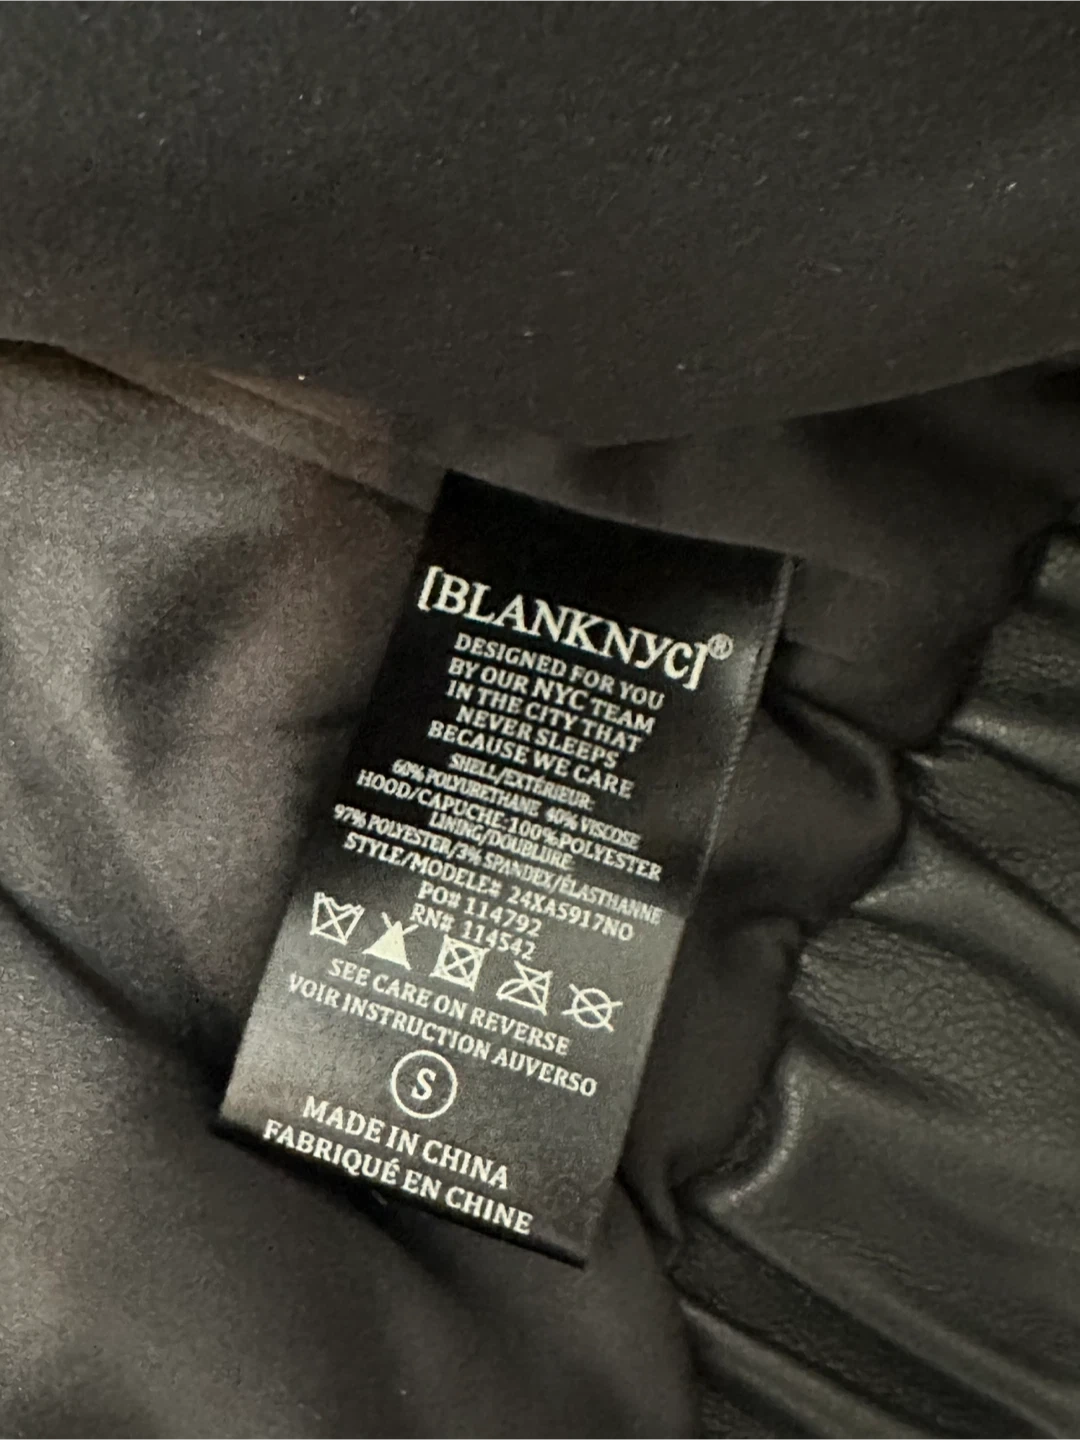 [BLANKNYC]®
DESIGNED FOR YOU
BY OUR NYC TEAM
IN THE CITY THAT
NEVER SLEEPS
BECAUSE WE CARE
SHELL/EXTÉRIEUR:
60% POLYURETHANE 40% VISCOSE
HOOD/CAPUCHE:100%POLYESTER
LINING/DOUBLURE:
97% POLYESTER/3% SPANDEX/ÉLASTHANNE
STYLE/MODELE# 24XA5917NO
PO# 114792
RN# 114542
SEE CARE ON REVERSE
VOIR INSTRUCTION AUVERSO
S
MADE IN CHINA
FABRIQUÉ EN CHINE